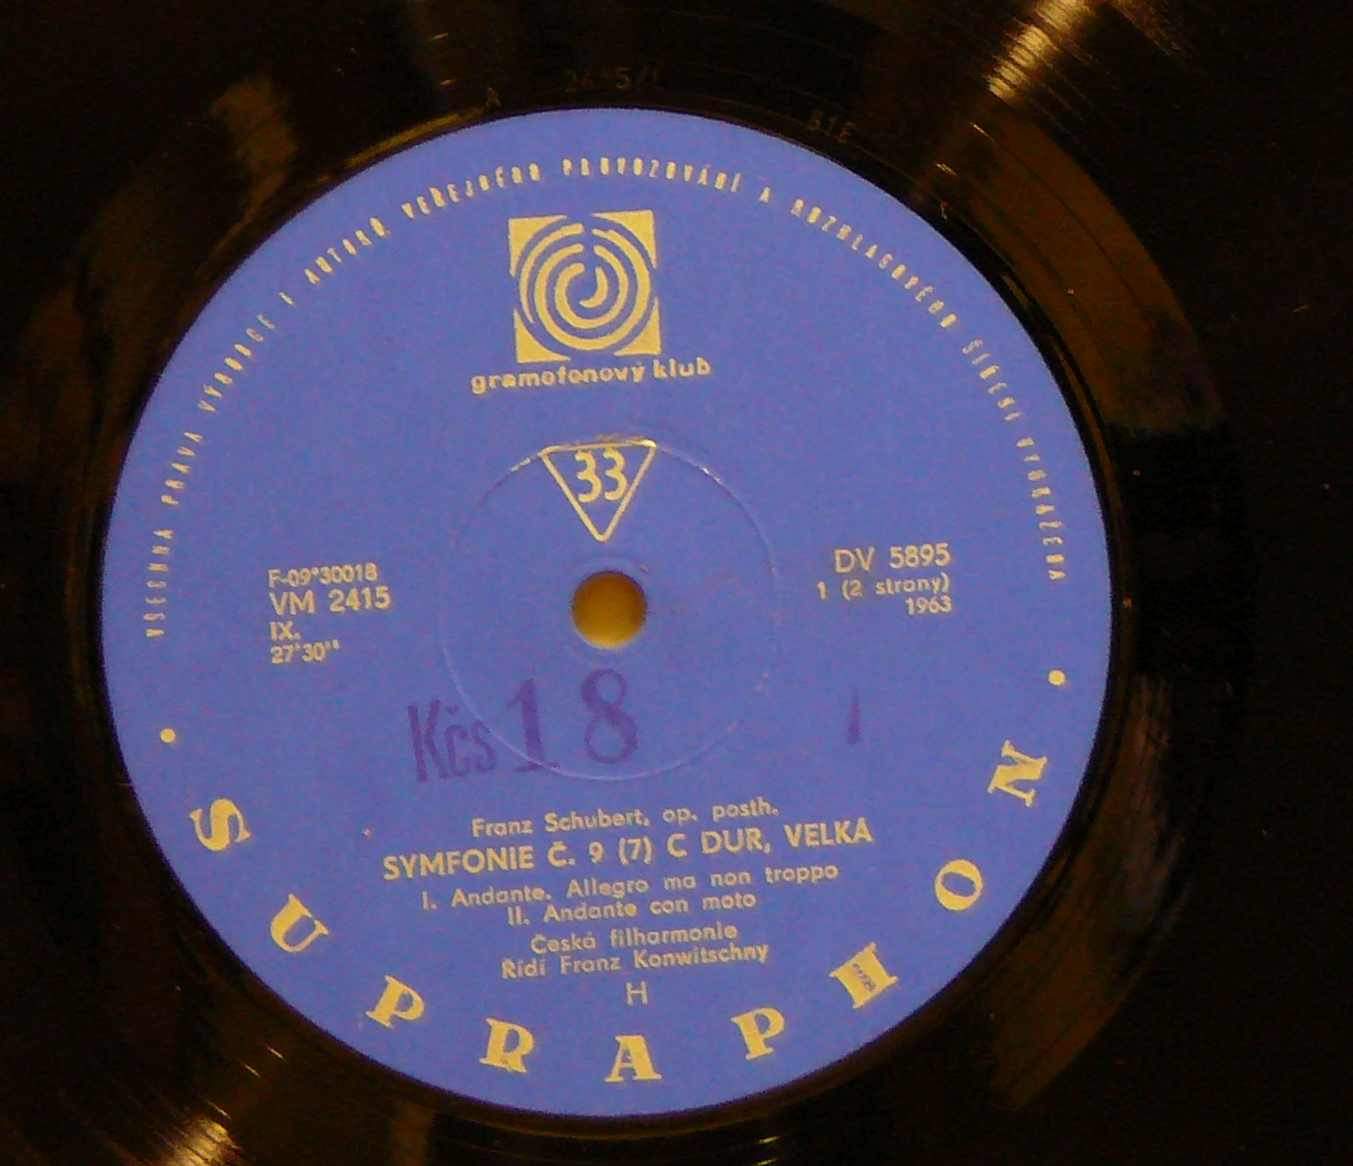 VŠECHNA PRÁVA VÝROBCE I AUTORŮ VEŘEJNÉHO PROVOZOVÁNÍ A ROZHLASOVÉHO ŠÍŘENÍ VYHRAŽENA
gramofonový klub
33
F-09*30018
VM 2415
IX.
27'30"
DV 5895
1 (2 strany)
1963
Kčs 18
Franz Schubert, op. posth.
SYMFONIE Č. 9 (7) C DUR, VELKÁ
I. Andante. Allegro ma non troppo
II. Andante con moto
Česká filharmonie
Řídí Franz Konwitschny
H
SUPRAPHON